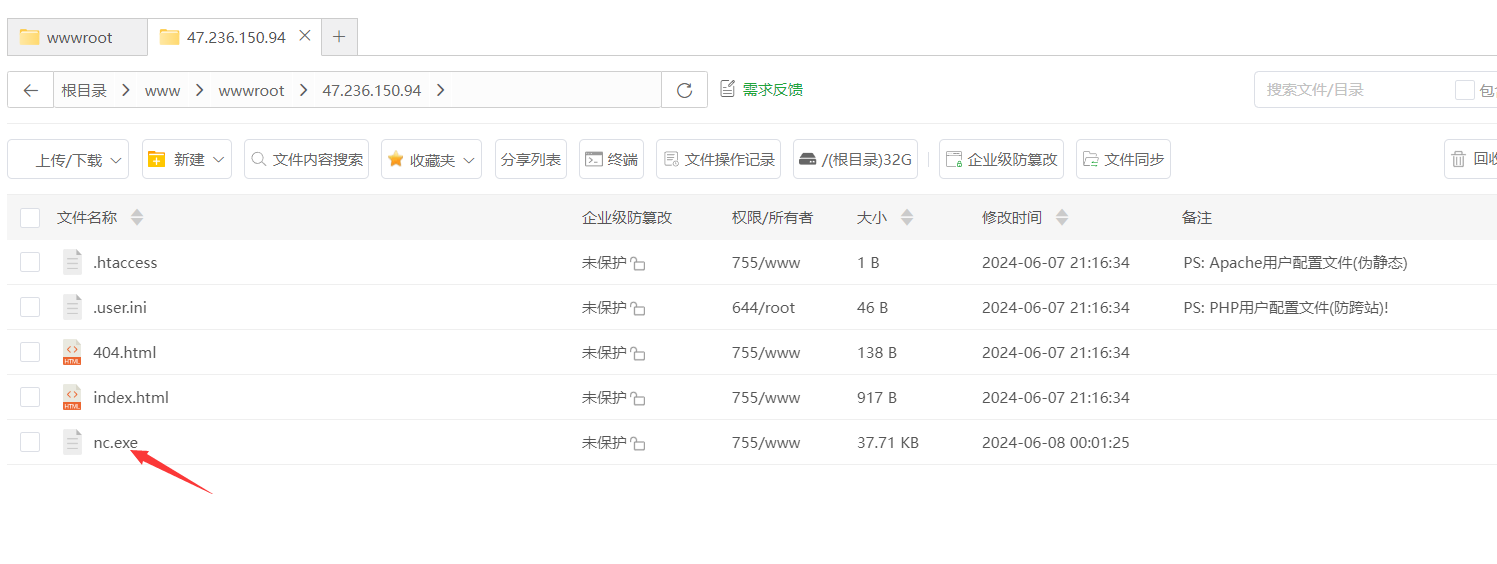 wwwroot 47.236.150.94
根目录 www wwwroot 47.236.150.94 需求反馈 搜索文件/目录
上传/下载 新建 文件内容搜索 收藏夹 分享列表 终端 文件操作记录 /(根目录)32G 企业级防篡改 文件同步
文件名称 企业级防篡改 权限/所有者 大小 修改时间 备注
.htaccess 未保护 755/www 1 B 2024-06-07 21:16:34 PS: Apache用户配置文件(伪静态)
.user.ini 未保护 644/root 46 B 2024-06-07 21:16:34 PS: PHP用户配置文件(防跨站)!
HTML 404.html 未保护 755/www 138 B 2024-06-07 21:16:34
HTML index.html 未保护 755/www 917 B 2024-06-07 21:16:34
nc.exe 未保护 755/www 37.71 KB 2024-06-08 00:01:25